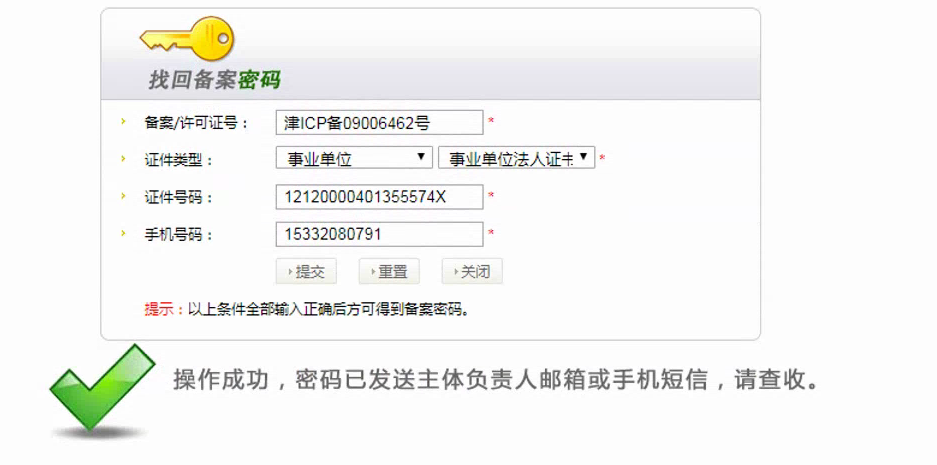 找回备案密码
备案/许可证号： 津ICP备09006462号 *
证件类型： 事业单位 事业单位法人证书 *
证件号码： 12120000401355574X *
手机号码： 15332080791 *
提交 重置 关闭
提示：以上条件全部输入正确后方可得到备案密码。
操作成功，密码已发送主体负责人邮箱或手机短信，请查收。